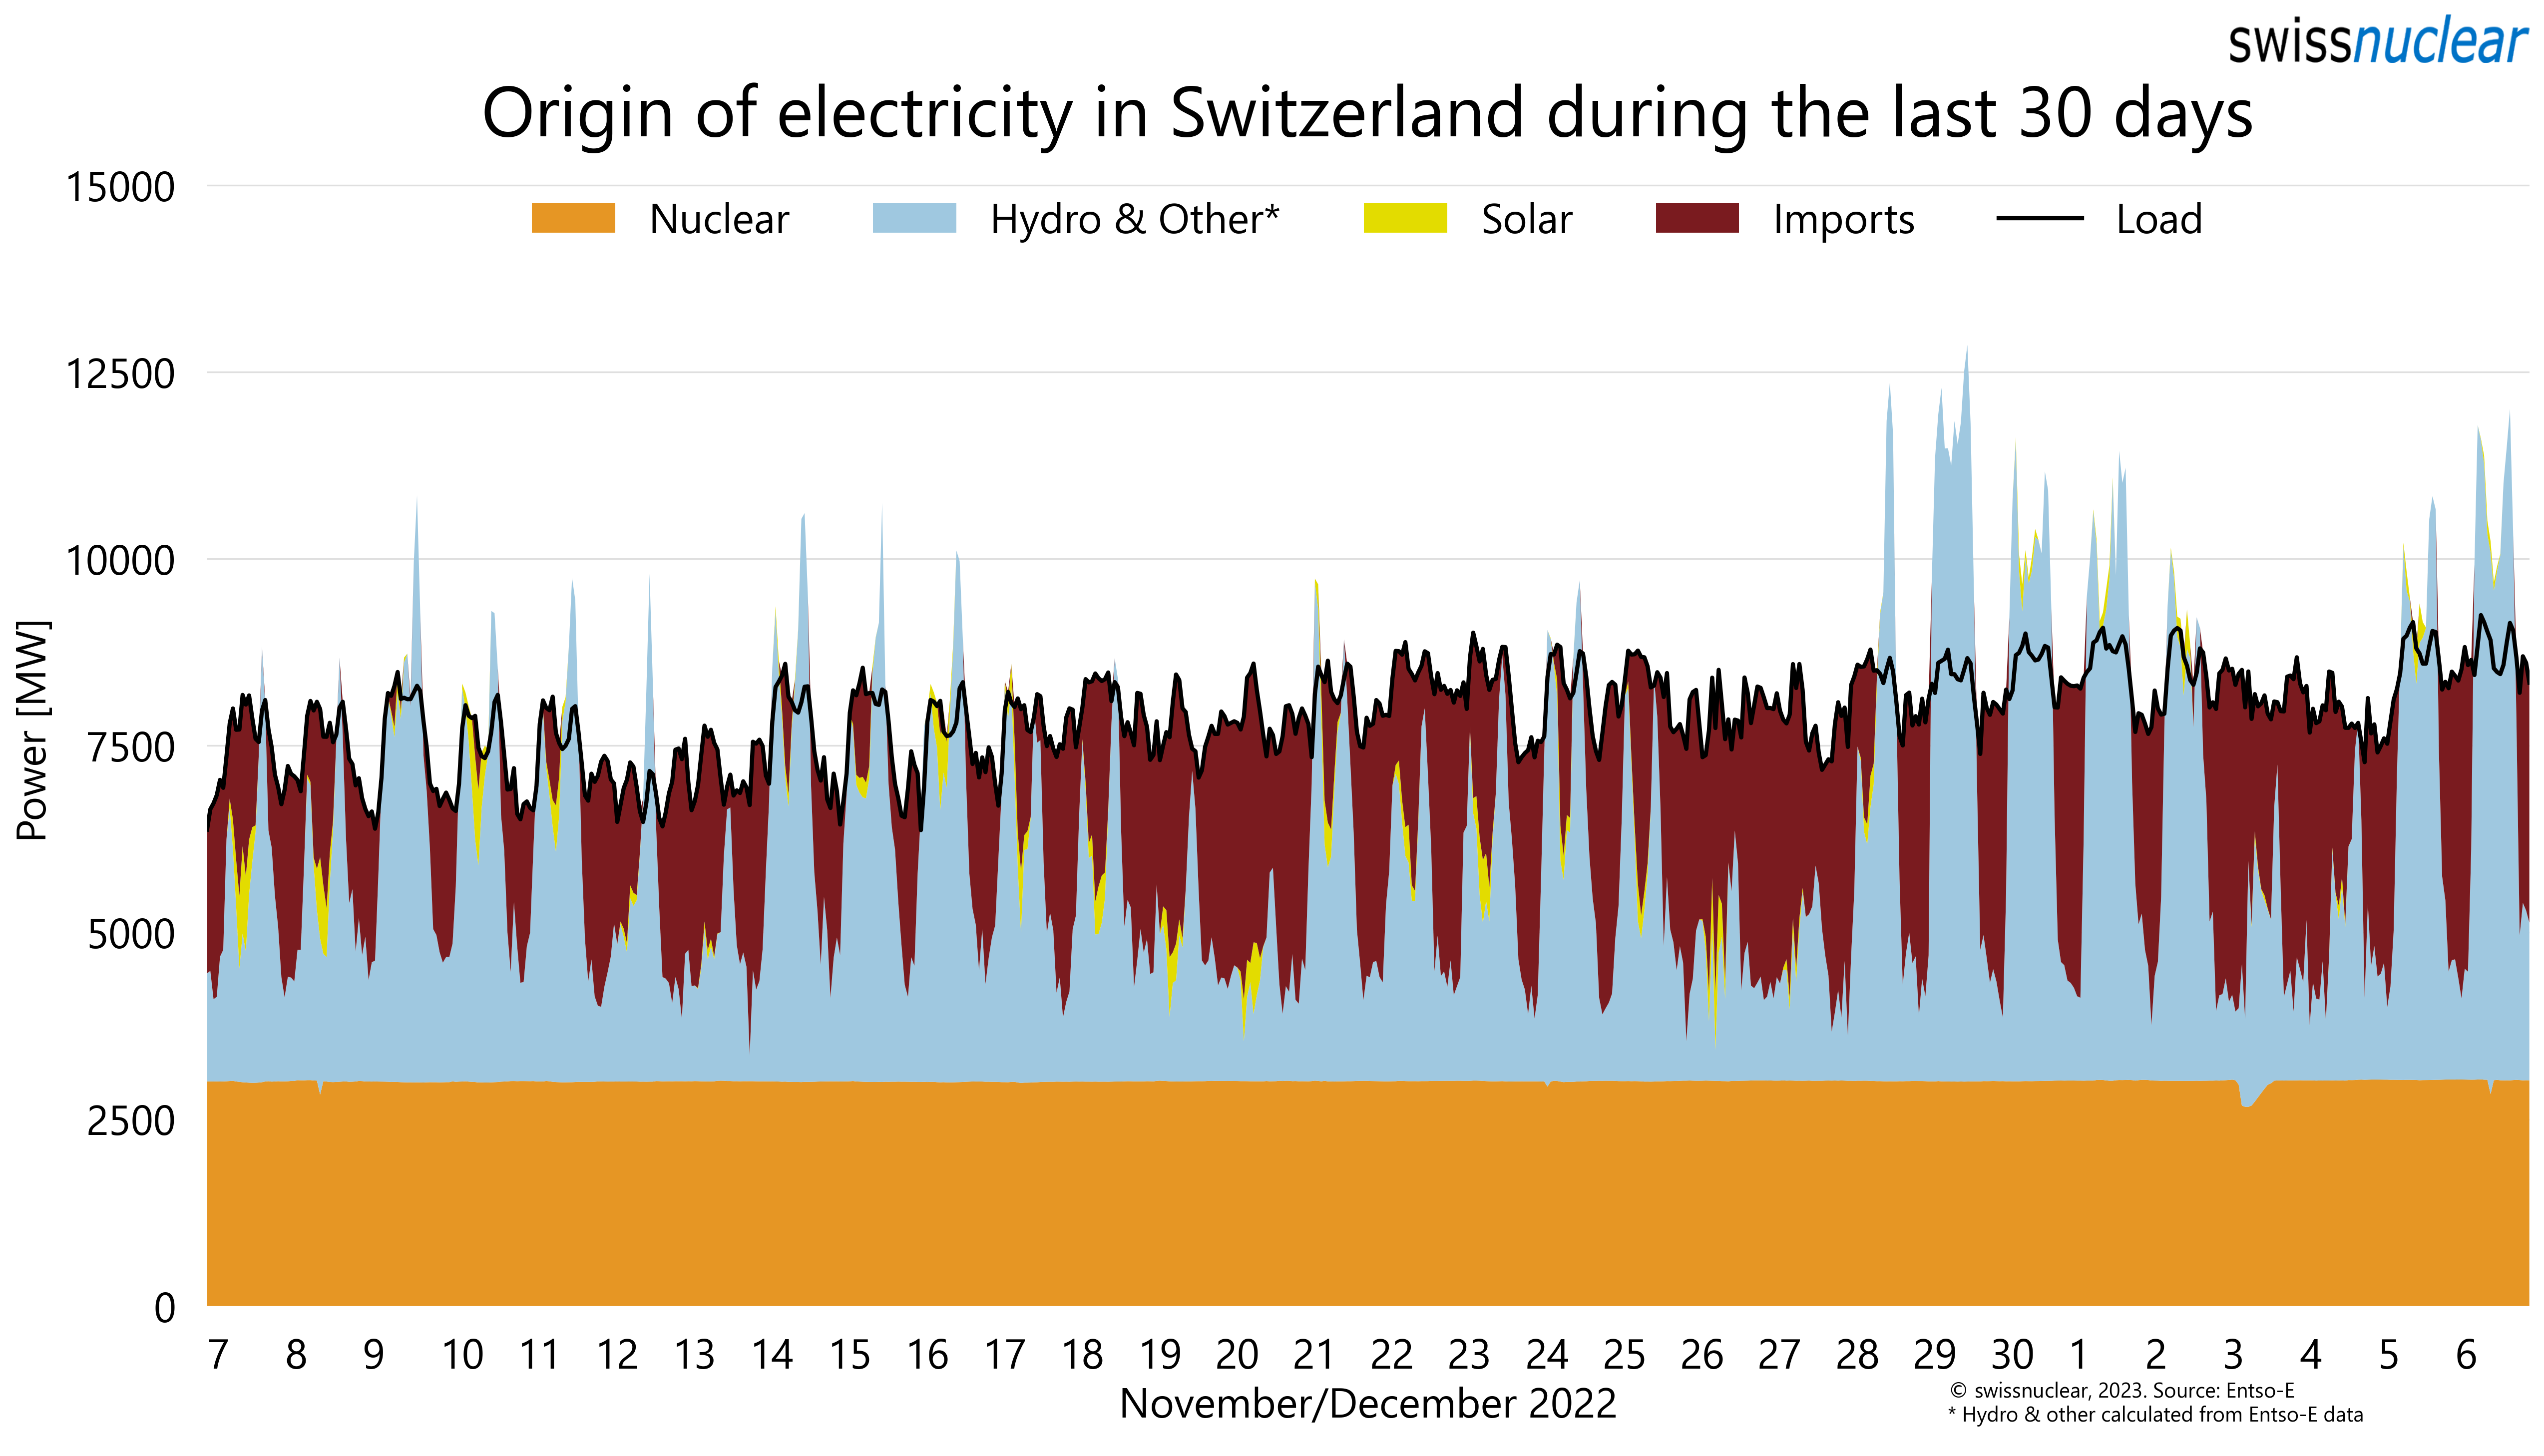 swissnuclear
Origin of electricity in Switzerland during the last 30 days
15000
Nuclear Hydro & Other* Solar Imports Load
12500
10000
7500
5000
2500
0
Power [MW]
7 8 9 10 11 12 13 14 15 16 17 18 19 20 21 22 23 24 25 26 27 28 29 30 1 2 3 4 5 6
November/December 2022
© swissnuclear, 2023. Source: Entso-E
* Hydro & other calculated from Entso-E data